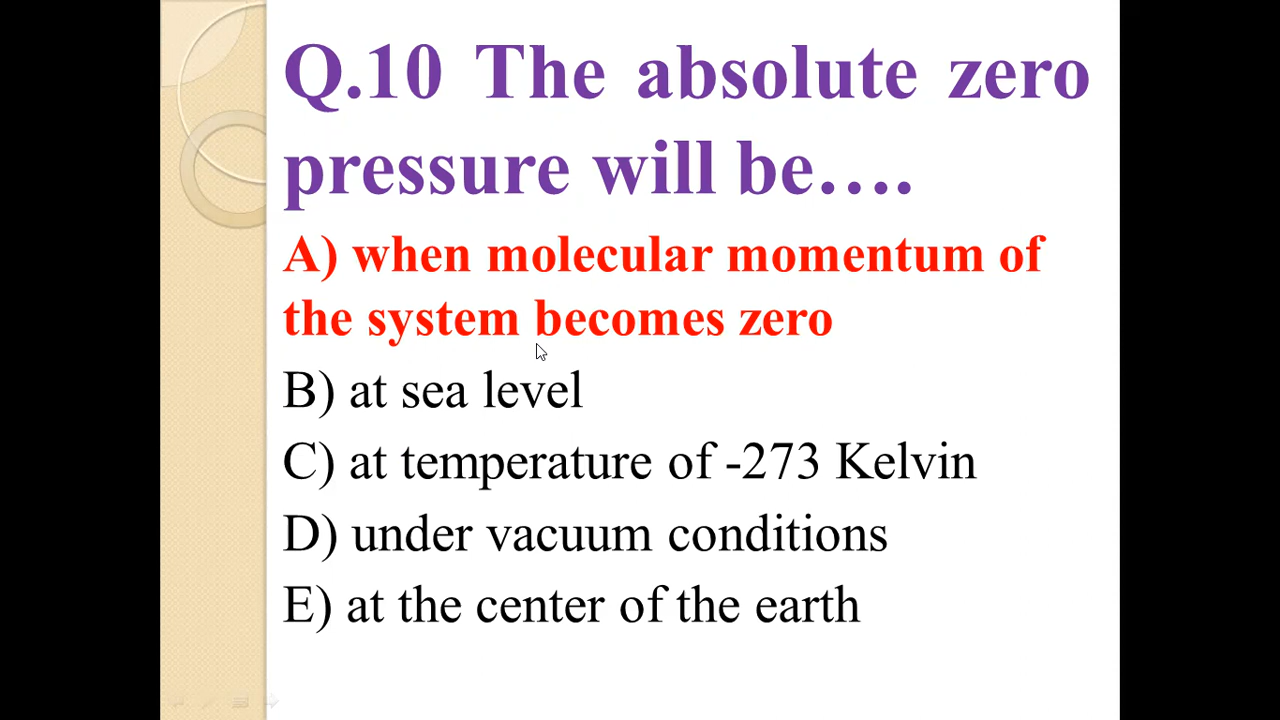 Q.10 The absolute zero
pressure will be….
A) when molecular momentum of
the system becomes zero
B) at sea level
C) at temperature of -273 Kelvin
D) under vacuum conditions
E) at the center of the earth